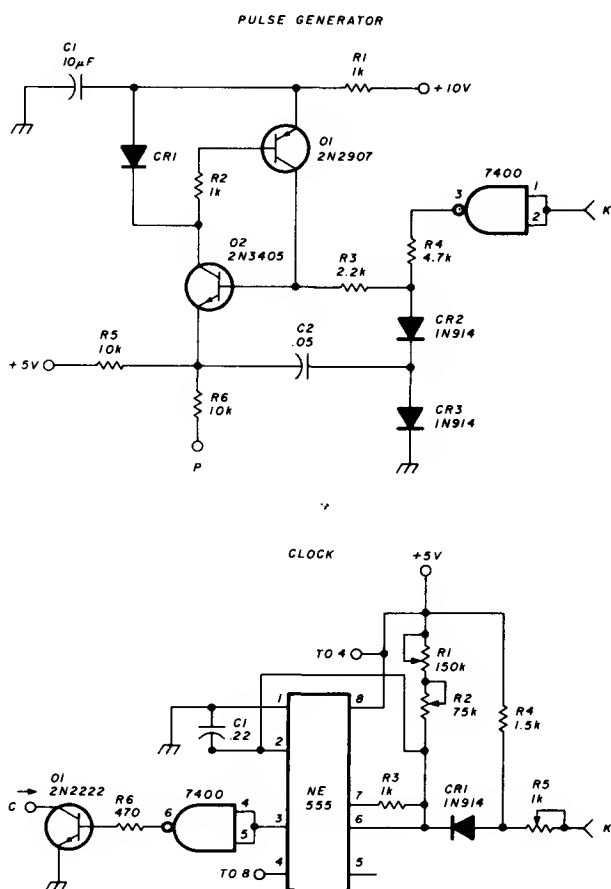 PULSE GENERATOR
C1
10µF
R1
1k
+10V
CR1
Q1
2N2907
R2
1k
7400
3
1
2
K
Q2
2N3405
R3
2.2k
R4
4.7k
CR2
1N914
C2
.05
R5
10k
+5V
R6
10k
CR3
1N914
P
CLOCK
+5V
TO 4
R1
150k
R2
75k
R4
1.5k
1
8
C1
.22
2
Q1
2N2222
C
R6
470
7400
6
4
5
3
NE
555
7
R3
1k
6
CR1
1N914
R5
1k
K
4
TO 8
5